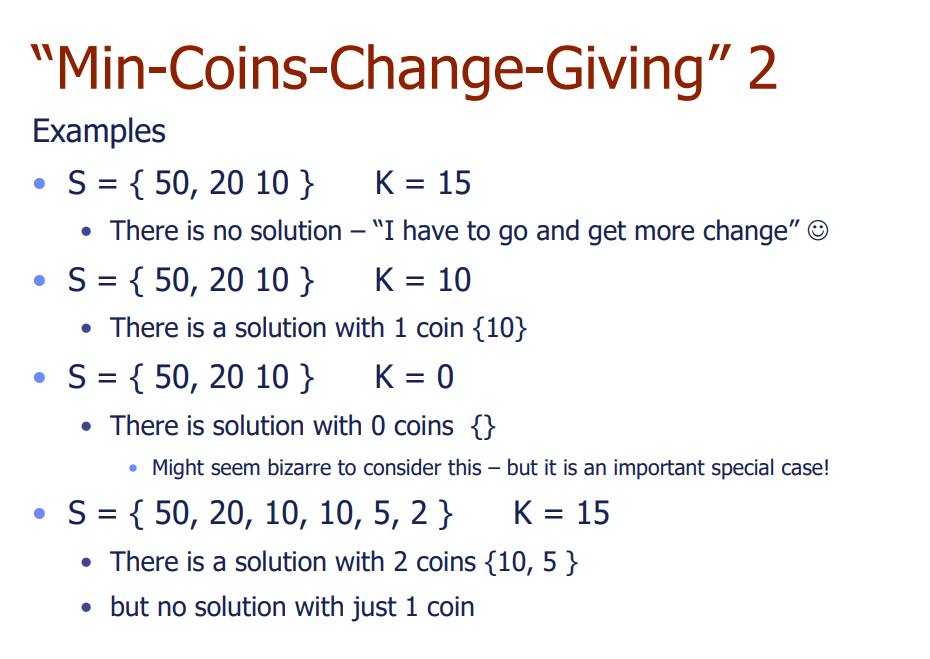 “Min-Coins-Change-Giving” 2
Examples
• S = { 50, 20 10 } K = 15
• There is no solution – “I have to go and get more change” ☺
• S = { 50, 20 10 } K = 10
• There is a solution with 1 coin {10}
• S = { 50, 20 10 } K = 0
• There is solution with 0 coins {}
• Might seem bizarre to consider this – but it is an important special case!
• S = { 50, 20, 10, 10, 5, 2 } K = 15
• There is a solution with 2 coins {10, 5 }
• but no solution with just 1 coin